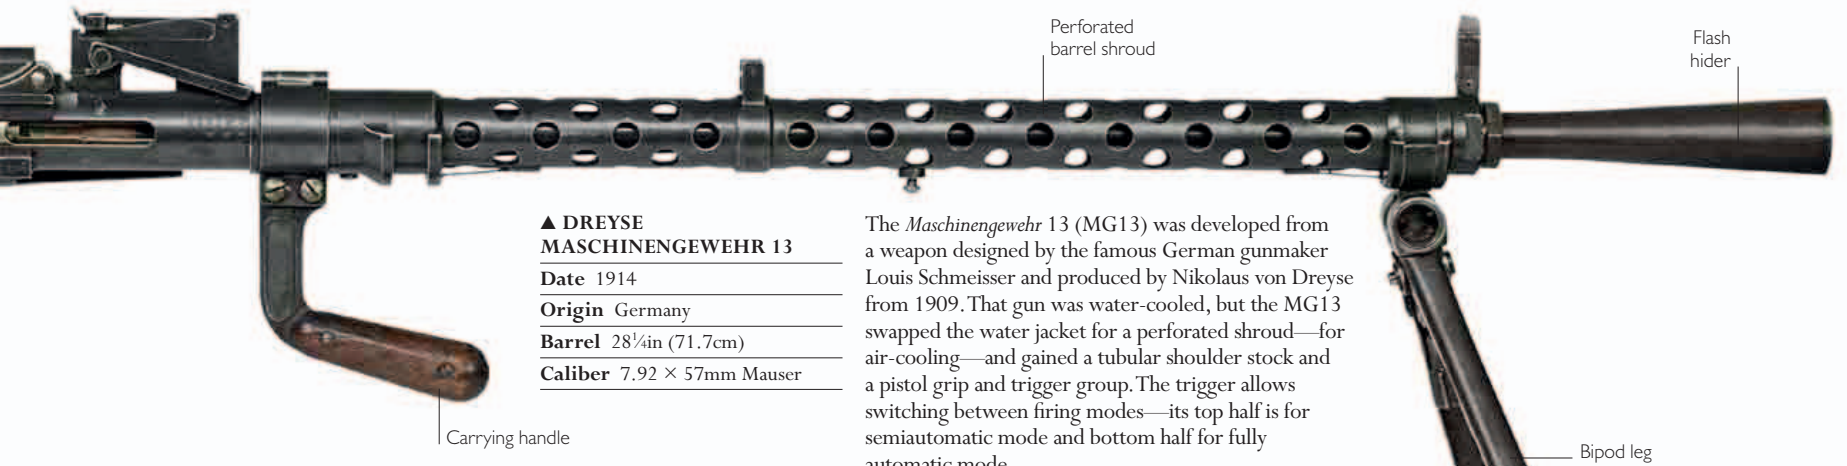 Perforated
barrel shroud
Flash
hider
▲ DREYSE
MASCHINENGEWEHR 13
Date 1914
Origin Germany
Barrel 28¼in (71.7cm)
Caliber 7.92 × 57mm Mauser
The Maschinengewehr 13 (MG13) was developed from
a weapon designed by the famous German gunmaker
Louis Schmeisser and produced by Nikolaus von Dreyse
from 1909. That gun was water-cooled, but the MG13
swapped the water jacket for a perforated shroud—for
air-cooling—and gained a tubular shoulder stock and
a pistol grip and trigger group. The trigger allows
switching between firing modes—its top half is for
semiautomatic mode and bottom half for fully
automatic mode.
Carrying handle
Bipod leg